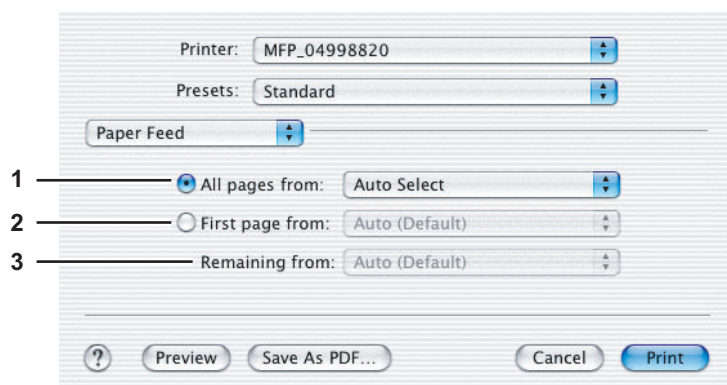 Printer: MFP_04998820
Presets: Standard
Paper Feed
1 All pages from: Auto Select
2 First page from: Auto (Default)
3 Remaining from: Auto (Default)
? Preview Save As PDF... Cancel Print